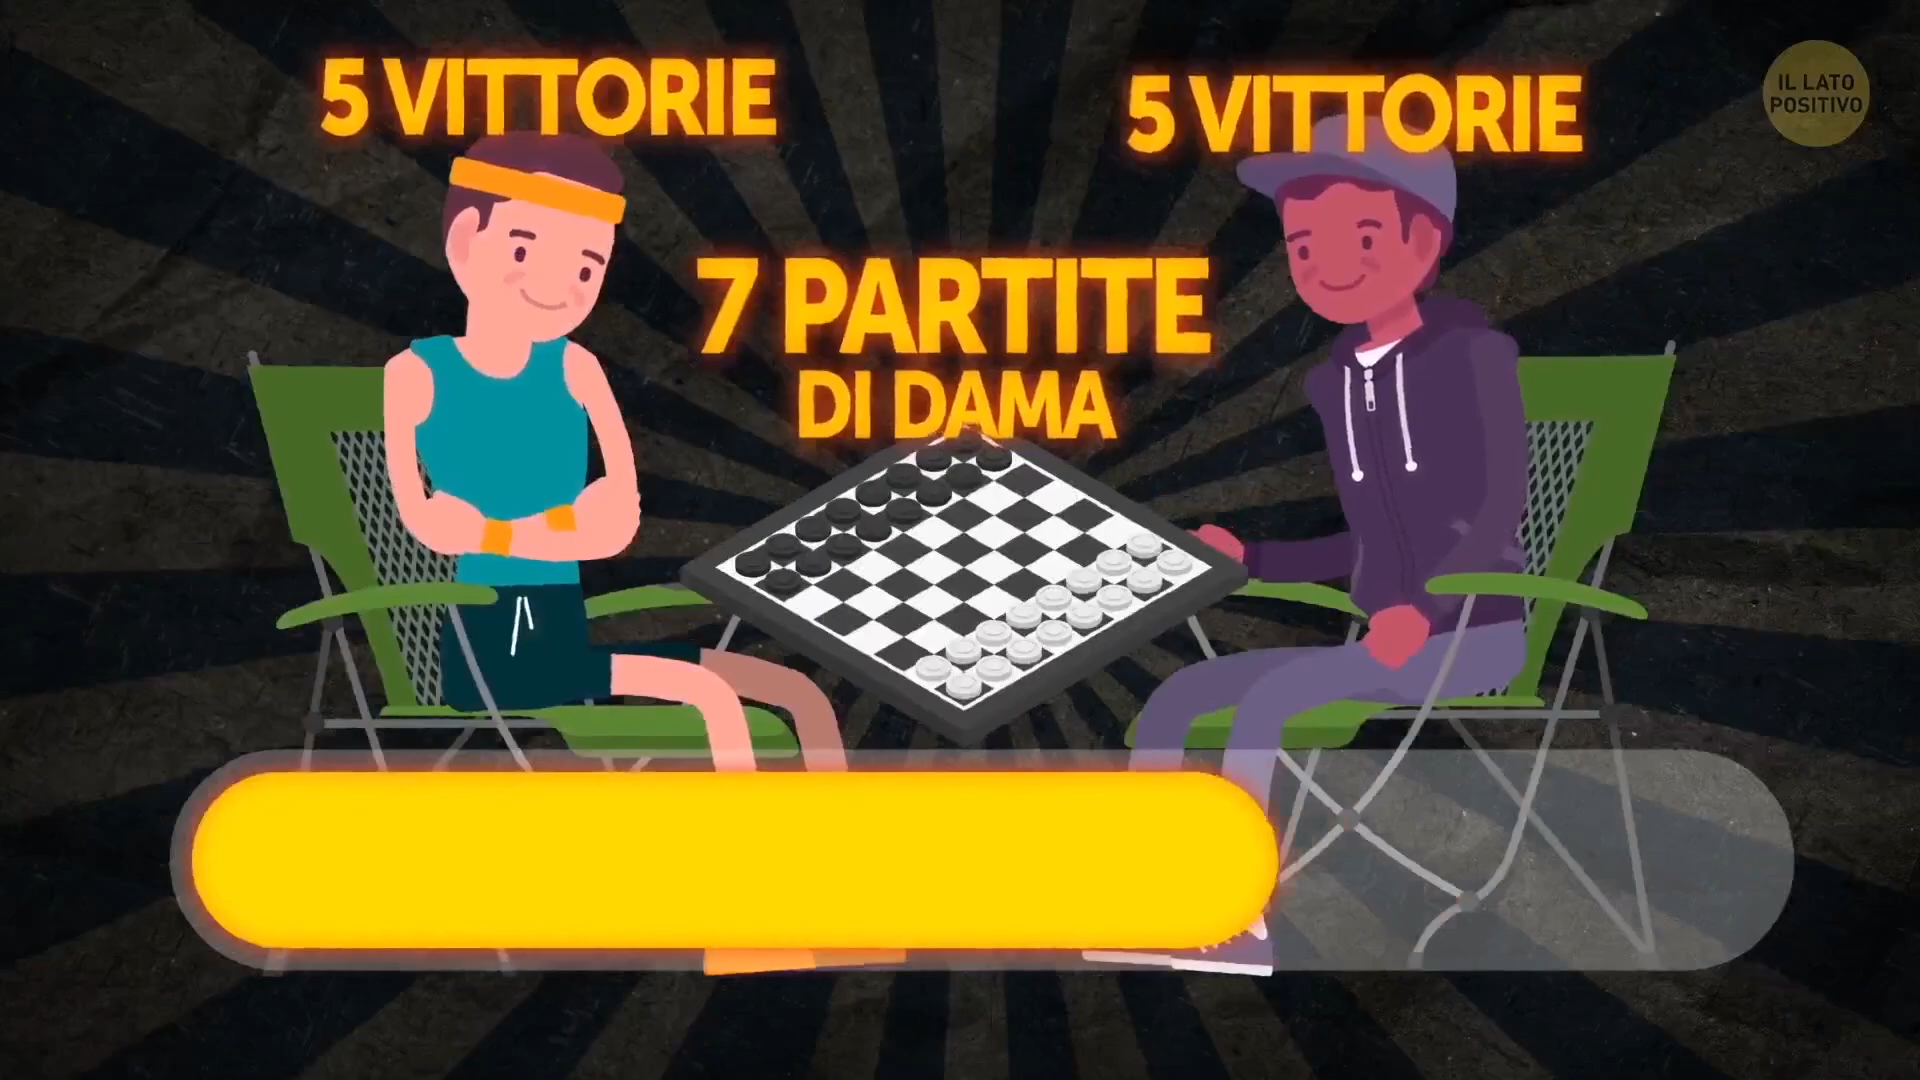 5 VITTORIE
5 VITTORIE
IL LATO
POSITIVO
7 PARTITE
DI DAMA